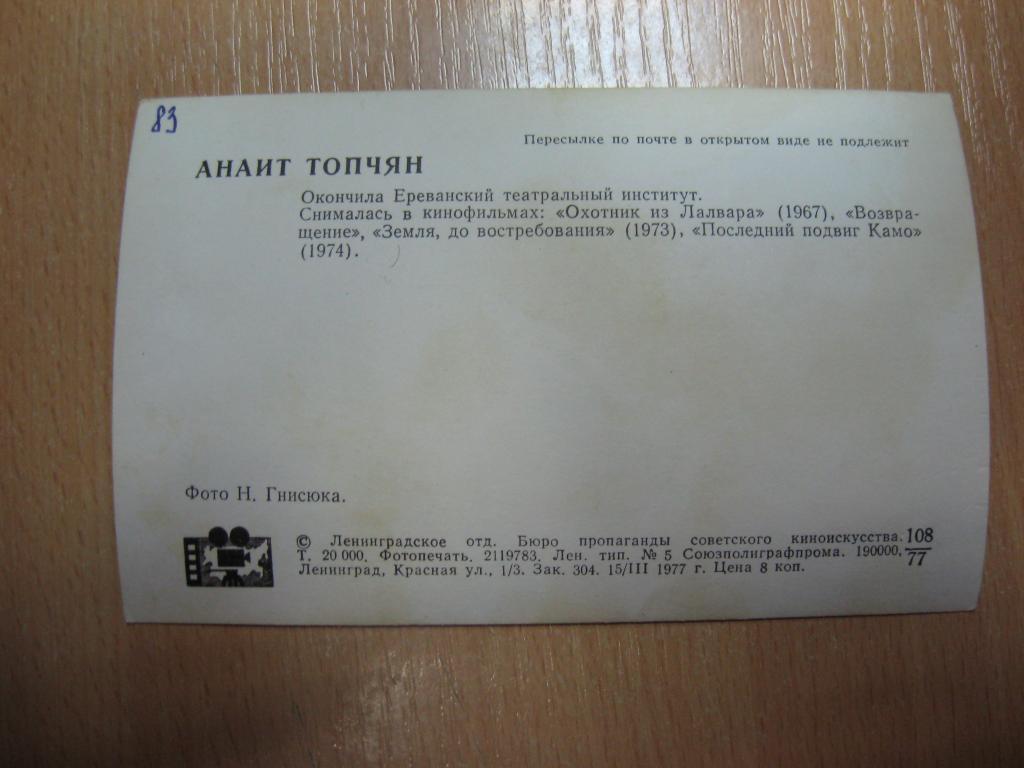 83
Пересылке по почте в открытом виде не подлежит
АНАИТ ТОПЧЯН
Окончила Ереванский театральный институт.
Снималась в кинофильмах: «Охотник из Лалвара» (1967), «Возвра-
щение», «Земля, до востребования» (1973), «Последний подвиг Камо»
(1974).
Фото Н. Гнисюка.
© Ленинградское отд. Бюро пропаганды советского киноискусства. 108
Т. 20 000. Фотопечать. 2119783. Лен. тип. № 5 Союзполиграфпрома. 190000, 77
Ленинград, Красная ул., 1/3. Зак. 304. 15/III 1977 г. Цена 8 коп.